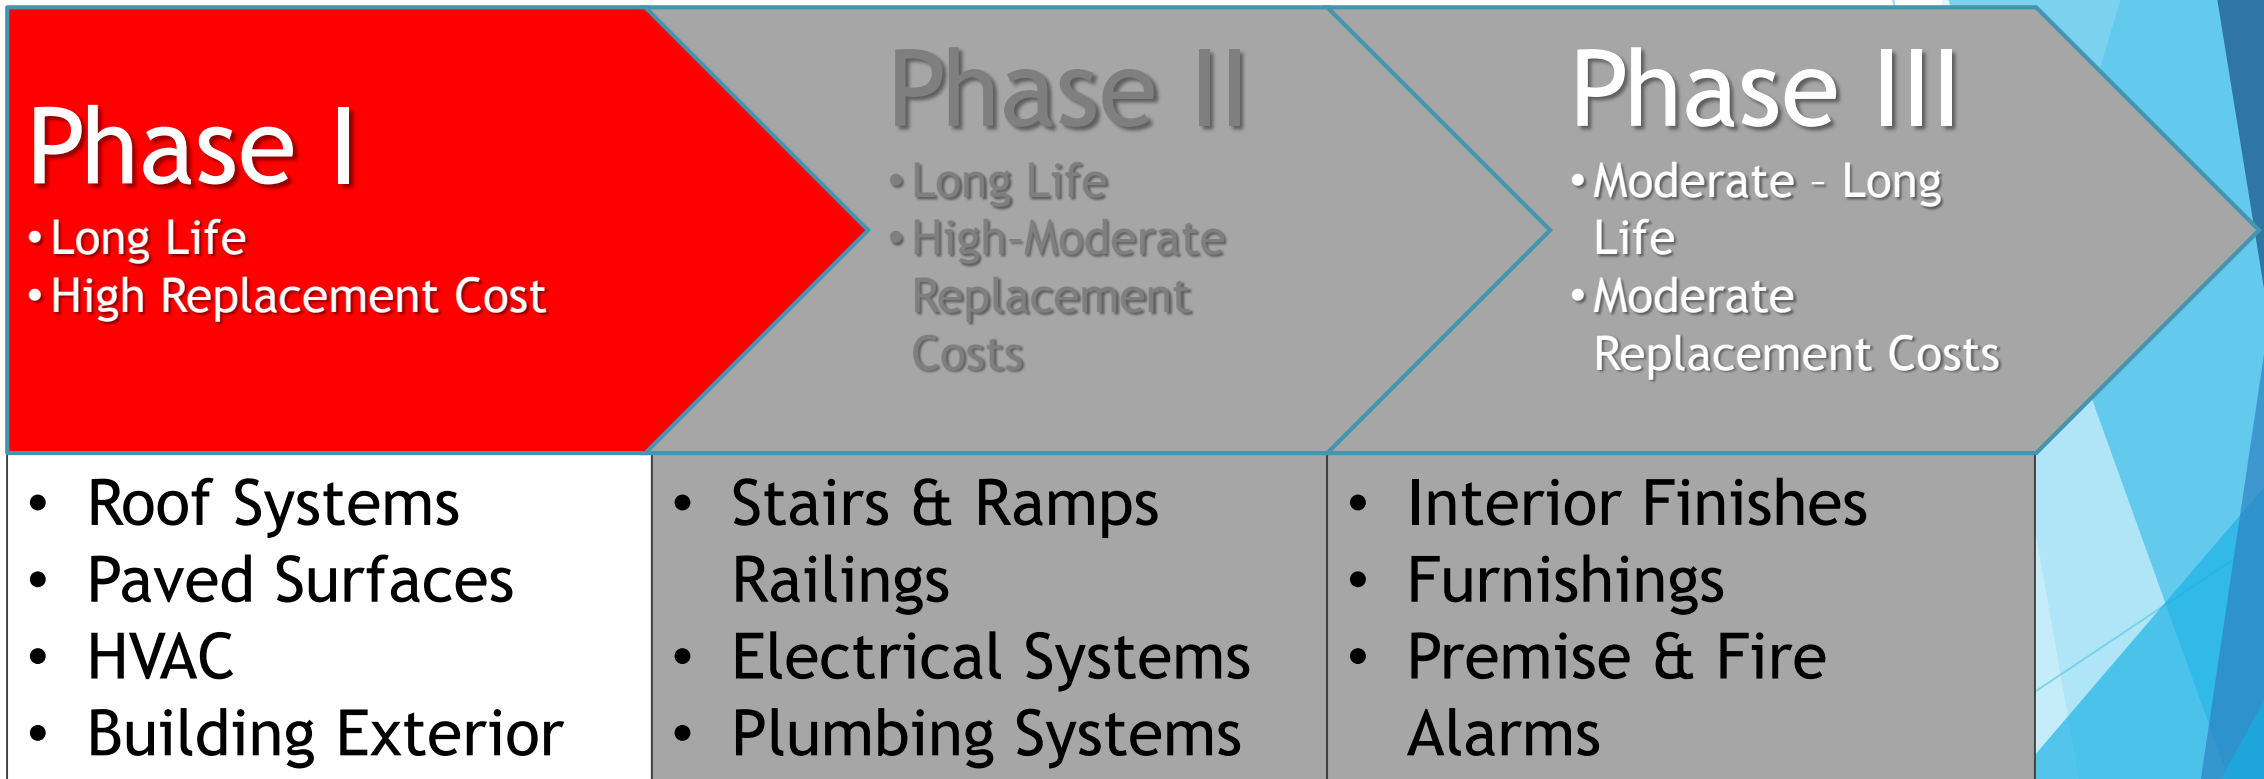 Phase I
• Long Life
• High Replacement Cost
Phase II
• Long Life
• High-Moderate
Replacement
Costs
Phase III
• Moderate – Long
Life
• Moderate
Replacement Costs
• Roof Systems
• Paved Surfaces
• HVAC
• Building Exterior
• Stairs & Ramps
Railings
• Electrical Systems
• Plumbing Systems
• Interior Finishes
• Furnishings
• Premise & Fire
Alarms